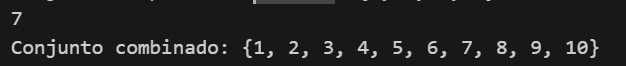 7
Conjunto combinado: {1, 2, 3, 4, 5, 6, 7, 8, 9, 10}